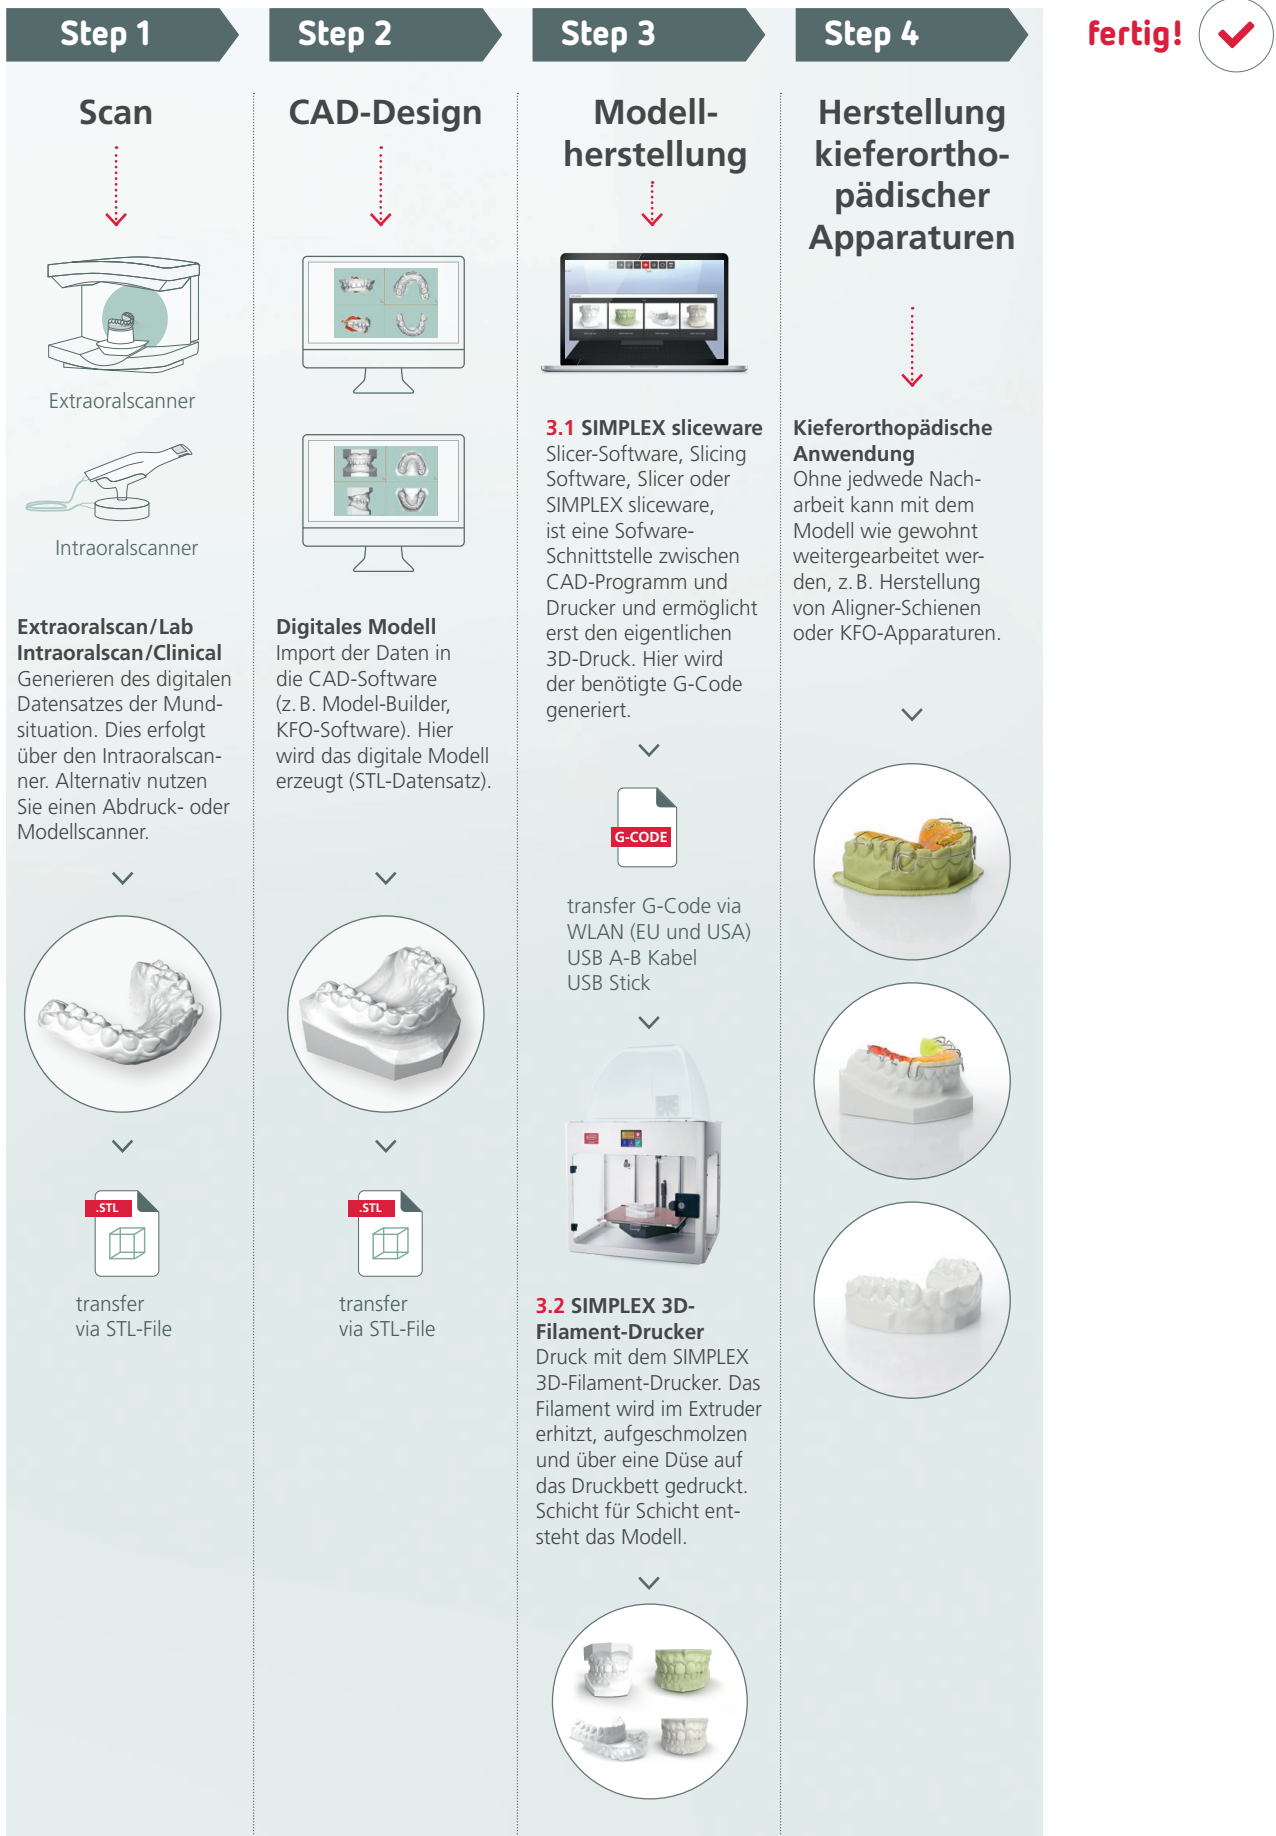 Step 1
Step 2
Step 3
Step 4
fertig!
Scan
Extraoralscanner
Intraoralscanner
Extraoralscan/Lab
Intraoralscan/Clinical
Generieren des digitalen
Datensatzes der Mund-
situation. Dies erfolgt
über den Intraoralscan-
ner. Alternativ nutzen
Sie einen Abdruck- oder
Modellscanner.
.STL
transfer
via STL-File
CAD-Design
Digitales Modell
Import der Daten in
die CAD-Software
(z. B. Model-Builder,
KFO-Software). Hier
wird das digitale Modell
erzeugt (STL-Datensatz).
.STL
transfer
via STL-File
Modell-
herstellung
3.1 SIMPLEX sliceware
Slicer-Software, Slicing
Software, Slicer oder
SIMPLEX sliceware,
ist eine Sofware-
Schnittstelle zwischen
CAD-Programm und
Drucker und ermöglicht
erst den eigentlichen
3D-Druck. Hier wird
der benötigte G-Code
generiert.
G-CODE
transfer G-Code via
WLAN (EU und USA)
USB A-B Kabel
USB Stick
3.2 SIMPLEX 3D-
Filament-Drucker
Druck mit dem SIMPLEX
3D-Filament-Drucker. Das
Filament wird im Extruder
erhitzt, aufgeschmolzen
und über eine Düse auf
das Druckbett gedruckt.
Schicht für Schicht ent-
steht das Modell.
Herstellung
kieferortho-
pädischer
Apparaturen
Kieferorthopädische
Anwendung
Ohne jedwede Nach-
arbeit kann mit dem
Modell wie gewohnt
weitergearbeitet wer-
den, z. B. Herstellung
von Aligner-Schienen
oder KFO-Apparaturen.